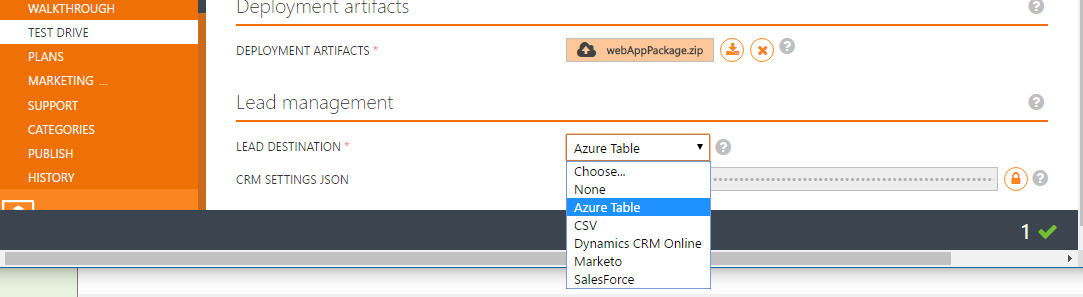 WALKTHROUGH
TEST DRIVE
PLANS
MARKETING ...
SUPPORT
CATEGORIES
PUBLISH
HISTORY
Deployment artifacts
?
DEPLOYMENT ARTIFACTS *
webAppPackage.zip
?
Lead management
?
LEAD DESTINATION *
Azure Table
?
CRM SETTINGS JSON
?
Choose...
None
Azure Table
CSV
Dynamics CRM Online
Marketo
SalesForce
1